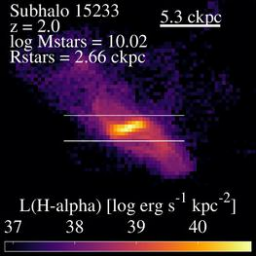 Subhalo 15233
z = 2.0
log Mstars = 10.02
Rstars = 2.66 ckpc
5.3 ckpc
L(H-alpha) [log erg s⁻¹ kpc⁻²]
37 38 39 40